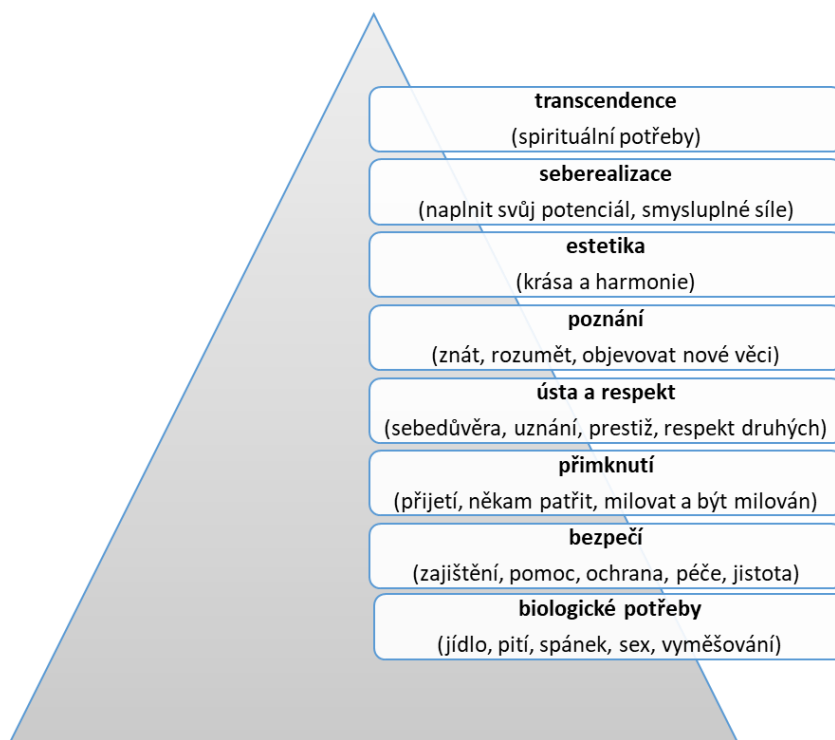 transcendence
(spirituální potřeby)
seberealizace
(naplnit svůj potenciál, smysluplné síle)
estetika
(krása a harmonie)
poznání
(znát, rozumět, objevovat nové věci)
ústa a respekt
(sebedůvěra, uznání, prestiž, respekt druhých)
přimknutí
(přijetí, někam patřit, milovat a být milován)
bezpečí
(zajištění, pomoc, ochrana, péče, jistota)
biologické potřeby
(jídlo, pití, spánek, sex, vyměšování)